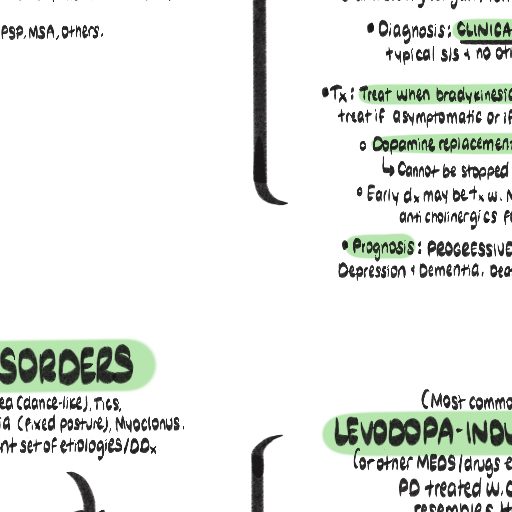 PSP, MSA, others.
SORDERS
ea (dance-like), Tics,
a (fixed posture), Myoclonus.
nt set of etiologies/DDx
• Diagnosis: CLINICA
typical s/s + no ot
• Tx: Treat when bradykinesi
treat if asymptomatic or if
o Dopamine replacement
↳ Cannot be stopped
o Early dx may be tx w.
anticholinergics
• Prognosis: PROGRESSIVE
Depression + Dementia. Dea
(Most commo
LEVODOPA-INDU
(or other MEDS/drugs
PD treated w.
resembles